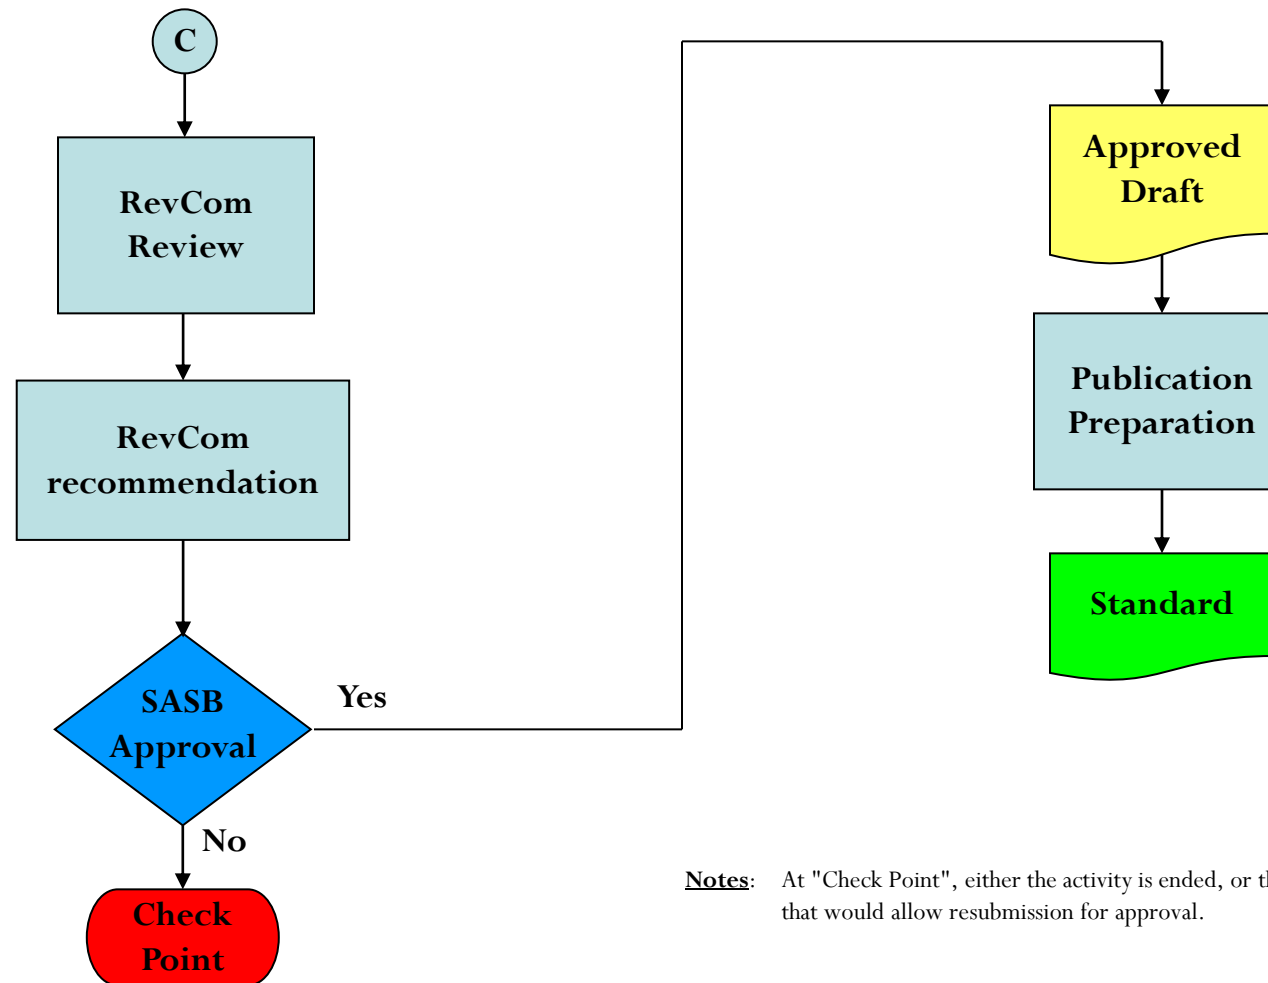 C
RevCom
Review
RevCom
recommendation
SASB
Approval
Yes
No
Check
Point
Approved
Draft
Publication
Preparation
Standard
Notes: At "Check Point", either the activity is ended, or
that would allow resubmission for approval.